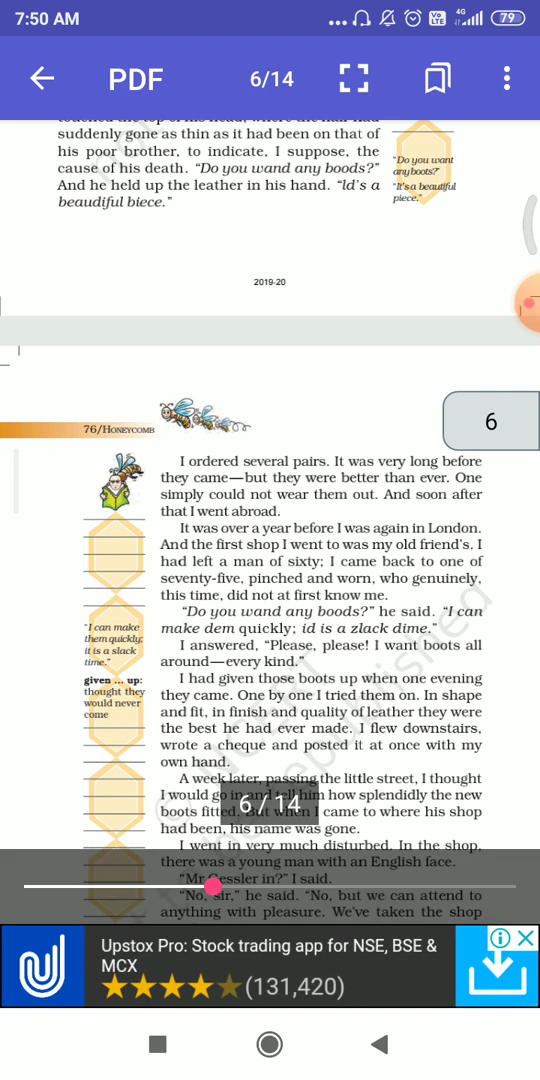 7:50 AM
Vo
LTE
4G
79
PDF
6/14
suddenly gone as thin as it had been on that of
his poor brother, to indicate, I suppose, the
cause of his death. “Do you wand any boods?”
And he held up the leather in his hand. “ld’s a
beaudiful biece.”
“Do you want
any boots?”
“It’s a beautiful
piece.”
2019-20
76/HONEYCOMB
6
I ordered several pairs. It was very long before
they came—but they were better than ever. One
simply could not wear them out. And soon after
that I went abroad.
It was over a year before I was again in London.
And the first shop I went to was my old friend’s. I
had left a man of sixty; I came back to one of
seventy-five, pinched and worn, who genuinely,
this time, did not at first know me.
“Do you wand any boods?” he said. “I can
make dem quickly; id is a zlack dime.”
“I can make
them quickly;
it is a slack
time.”
I answered, “Please, please! I want boots all
around—every kind.”
given ... up:
thought they
would never
come
I had given those boots up when one evening
they came. One by one I tried them on. In shape
and fit, in finish and quality of leather they were
the best he had ever made. I flew downstairs,
wrote a cheque and posted it at once with my
own hand.
A week later, passing the little street, I thought
I would go in and tell him how splendidly the new
boots fitted. But when I came to where his shop
had been, his name was gone.
6 / 14
I went in very much disturbed. In the shop,
there was a young man with an English face.
“Mr Gessler in?” I said.
“No, sir,” he said. “No, but we can attend to
anything with pleasure. We’ve taken the shop
© NCERT
published
Upstox Pro: Stock trading app for NSE, BSE &
MCX
(131,420)